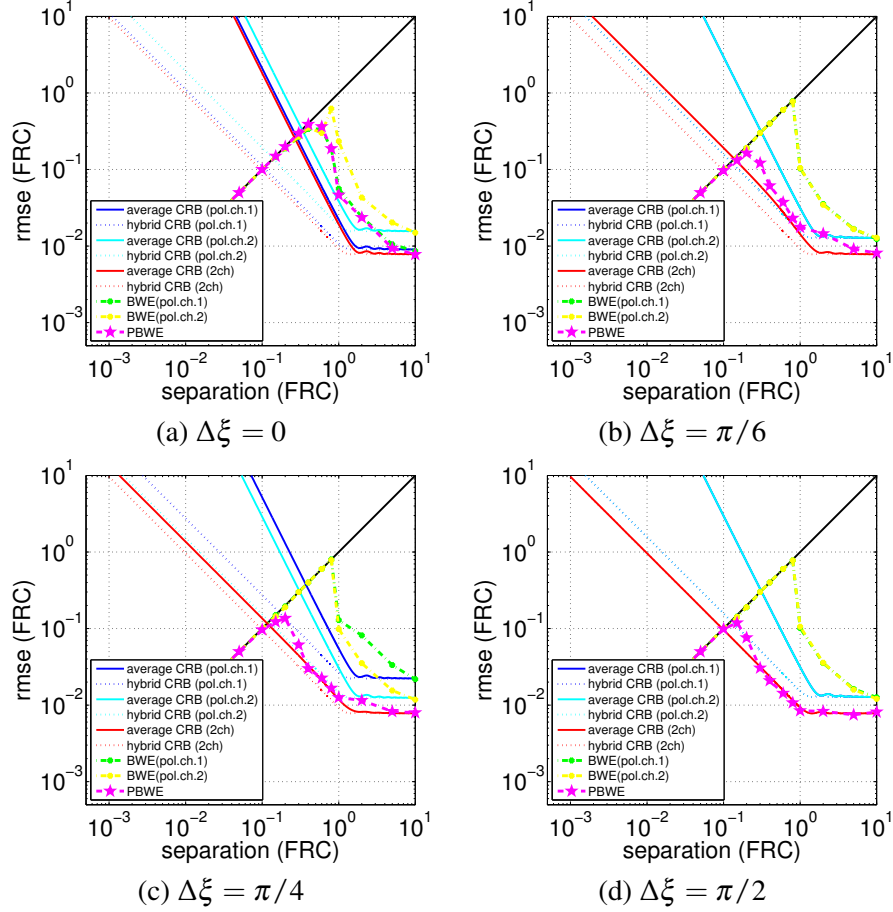 10^1
10^0
10^-1
10^-2
10^-3
rmse (FRC)
average CRB (pol.ch.1)
hybrid CRB (pol.ch.1)
average CRB (pol.ch.2)
hybrid CRB (pol.ch.2)
average CRB (2ch)
hybrid CRB (2ch)
BWE(pol.ch.1)
BWE(pol.ch.2)
PBWE
10^-3 10^-2 10^-1 10^0 10^1
separation (FRC)
(a) Δξ = 0
10^1
10^0
10^-1
10^-2
10^-3
rmse (FRC)
average CRB (pol.ch.1)
hybrid CRB (pol.ch.1)
average CRB (pol.ch.2)
hybrid CRB (pol.ch.2)
average CRB (2ch)
hybrid CRB (2ch)
BWE(pol.ch.1)
BWE(pol.ch.2)
PBWE
10^-3 10^-2 10^-1 10^0 10^1
separation (FRC)
(b) Δξ = π/6
10^1
10^0
10^-1
10^-2
10^-3
rmse (FRC)
average CRB (pol.ch.1)
hybrid CRB (pol.ch.1)
average CRB (pol.ch.2)
hybrid CRB (pol.ch.2)
average CRB (2ch)
hybrid CRB (2ch)
BWE(pol.ch.1)
BWE(pol.ch.2)
PBWE
10^-3 10^-2 10^-1 10^0 10^1
separation (FRC)
(c) Δξ = π/4
10^1
10^0
10^-1
10^-2
10^-3
rmse (FRC)
average CRB (pol.ch.1)
hybrid CRB (pol.ch.1)
average CRB (pol.ch.2)
hybrid CRB (pol.ch.2)
average CRB (2ch)
hybrid CRB (2ch)
BWE(pol.ch.1)
BWE(pol.ch.2)
PBWE
10^-3 10^-2 10^-1 10^0 10^1
separation (FRC)
(d) Δξ = π/2